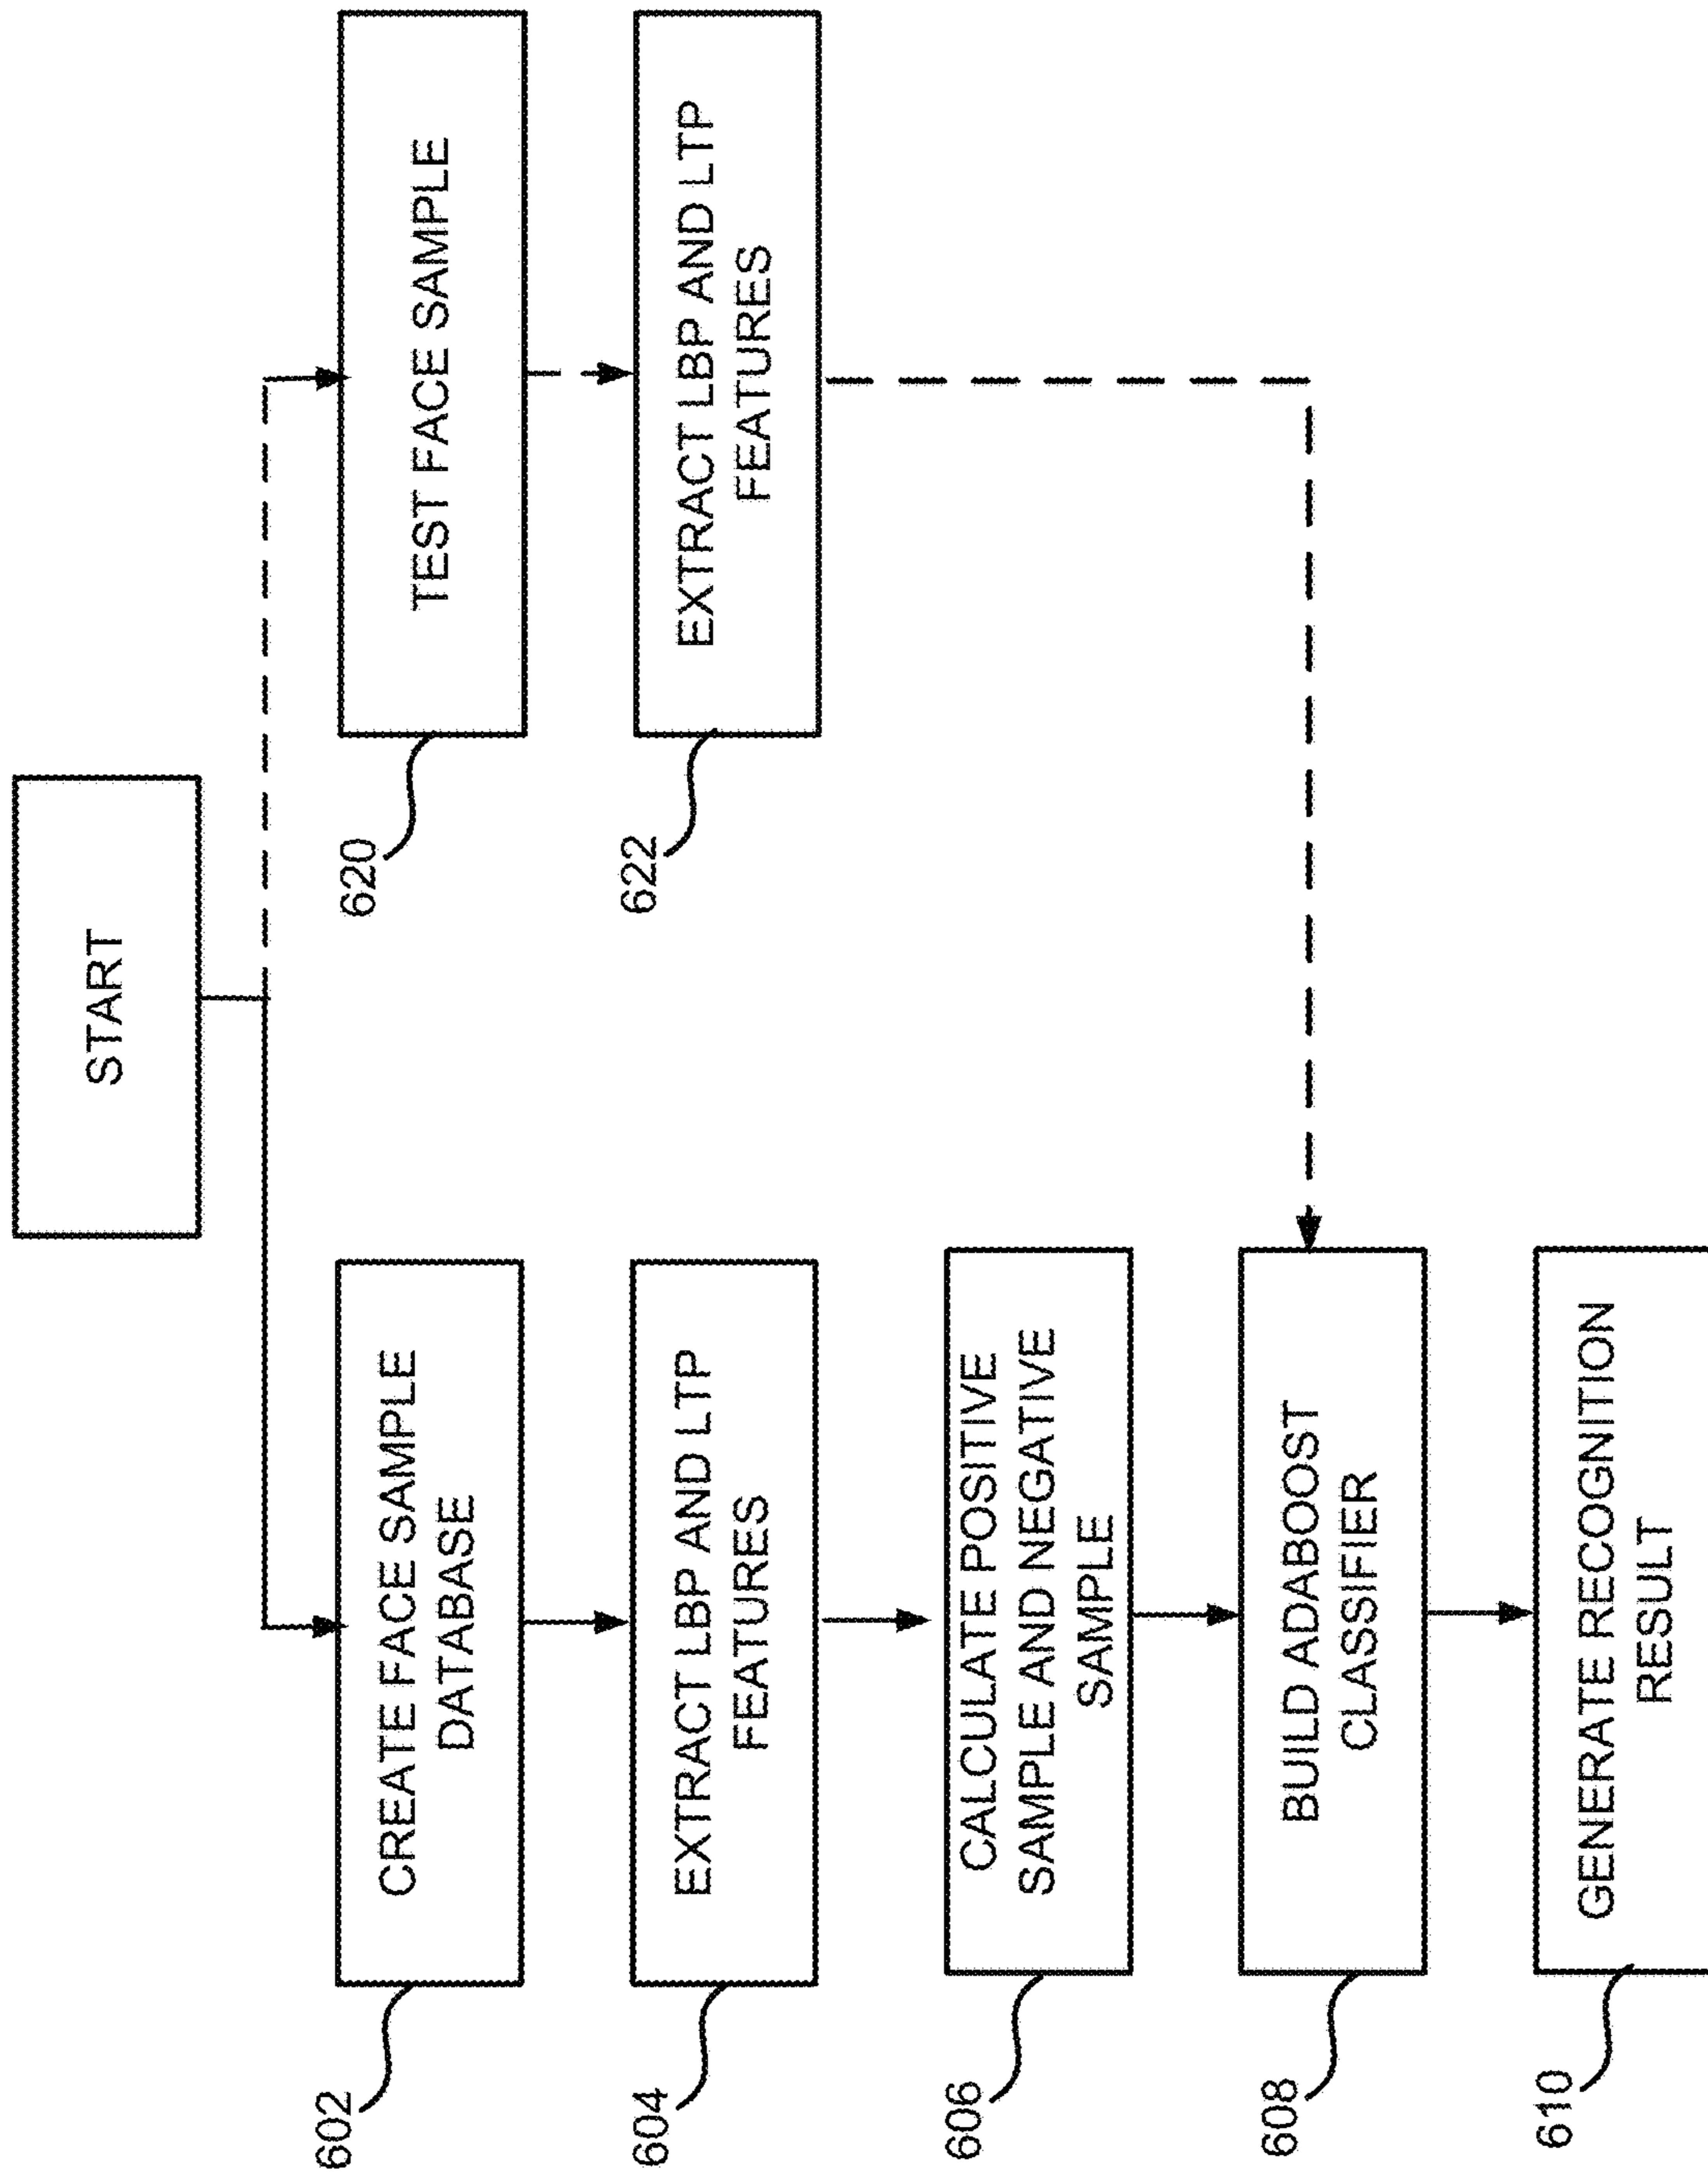 START
602
CREATE FACE SAMPLE
DATABASE
604
EXTRACT LBP AND LTP
FEATURES
606
CALCULATE POSITIVE
SAMPLE AND NEGATIVE
SAMPLE
608
BUILD ADABOOST
CLASSIFIER
610
GENERATE RECOGNITION
RESULT
620
TEST FACE SAMPLE
622
EXTRACT LBP AND LTP
FEATURES